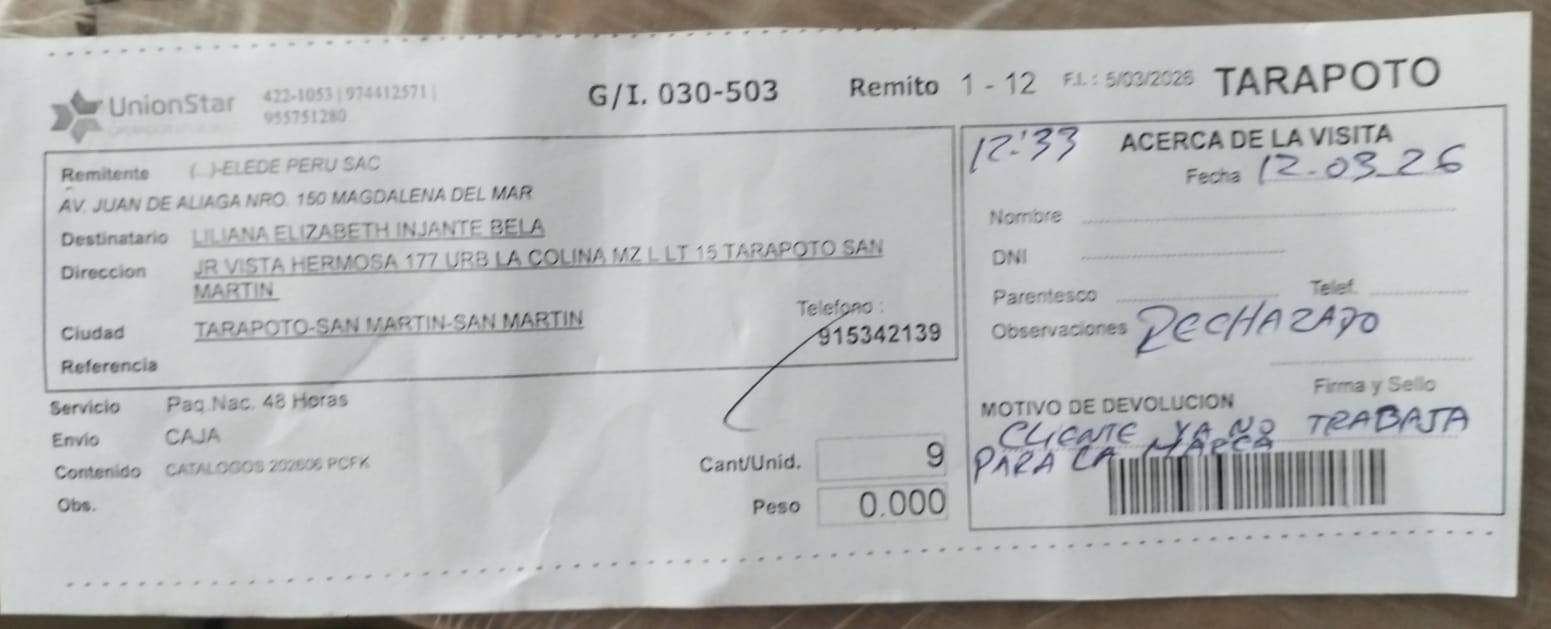 UnionStar
422-1053 | 974412571 |
955751280
G/I. 030-503
Remito 1 - 12
F.I. : 5/03/2026
TARAPOTO
Remitente (...)-ELEDE PERU SAC
AV. JUAN DE ALIAGA NRO. 150 MAGDALENA DEL MAR
Destinatario LILIANA ELIZABETH INJANTE BELA
Direccion JR VISTA HERMOSA 177 URB LA COLINA MZ L LT 15 TARAPOTO SAN
MARTIN
Ciudad TARAPOTO-SAN MARTIN-SAN MARTIN
Telefono :
915342139
Referencia
Servicio Paq.Nac. 48 Horas
Envio CAJA
Contenido CATALOGOS 202606 PCFK
Obs.
Cant/Unid. 9
Peso 0.000
12:33 ACERCA DE LA VISITA
Fecha 12-03-26
Nombre
DNI
Parentesco Telef.
Observaciones RECHAZADO
Firma y Sello
MOTIVO DE DEVOLUCION
CLIENTE YA NO TRABAJA
PARA LA MARCA